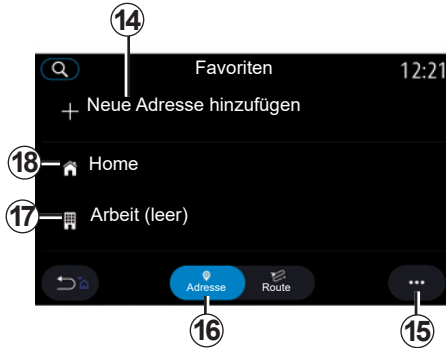 14
Favoriten 12:21
Neue Adresse hinzufügen
18 Home
17 Arbeit (leer)
Adresse Route
16 15